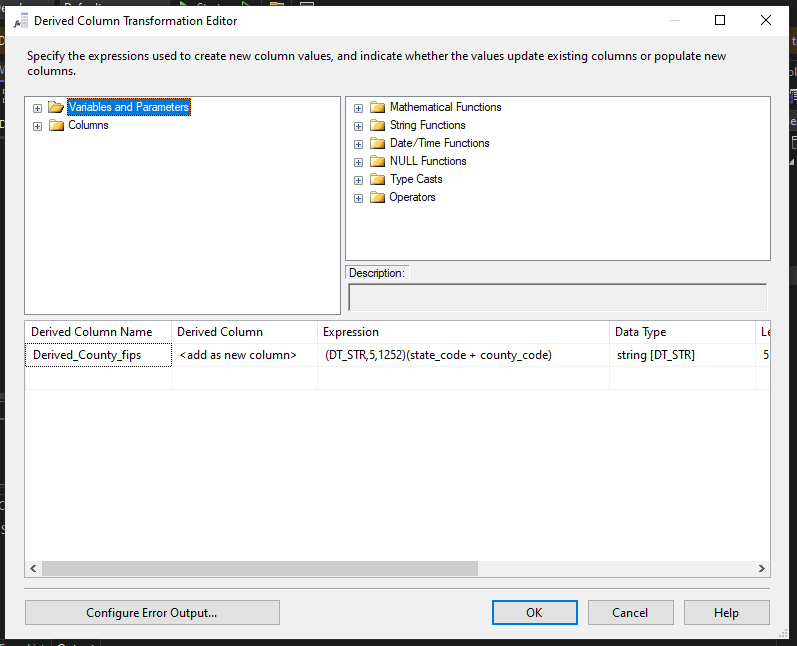 Derived Column Transformation Editor
Specify the expressions used to create new column values, and indicate whether the values update existing columns or populate new
columns.
Variables and Parameters
Columns
Mathematical Functions
String Functions
Date/Time Functions
NULL Functions
Type Casts
Operators
Description:
Derived Column Name Derived Column Expression Data Type
Derived_County_fips <add as new column> (DT_STR,5,1252)(state_code + county_code) string [DT_STR] 5
Configure Error Output... OK Cancel Help